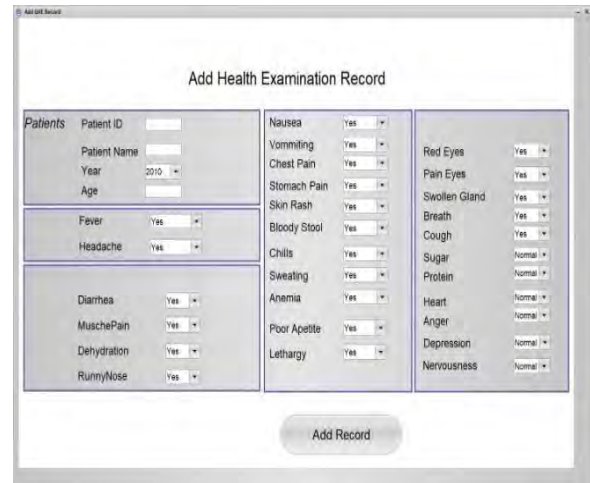 Add GHE Record
Add Health Examination Record
Patients
Patient ID
Patient Name
Year 2010
Age
Fever Yes
Headache Yes
Diarrhea Yes
MuschePain Yes
Dehydration Yes
RunnyNose Yes
Nausea Yes
Vommiting Yes
Chest Pain Yes
Stomach Pain Yes
Skin Rash Yes
Bloody Stool Yes
Chills Yes
Sweating Yes
Anemia Yes
Poor Apetite Yes
Lethargy Yes
Red Eyes Yes
Pain Eyes Yes
Swollen Gland Yes
Breath Yes
Cough Yes
Sugar Normal
Protein Normal
Heart Normal
Anger Normal
Depression Normal
Nervousness Normal
Add Record